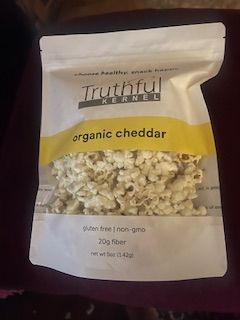 choose healthy. snack happy.
Truthful
KERNEL
organic cheddar
gluten free | non-gmo
20g fiber
net wt 5oz (142g)